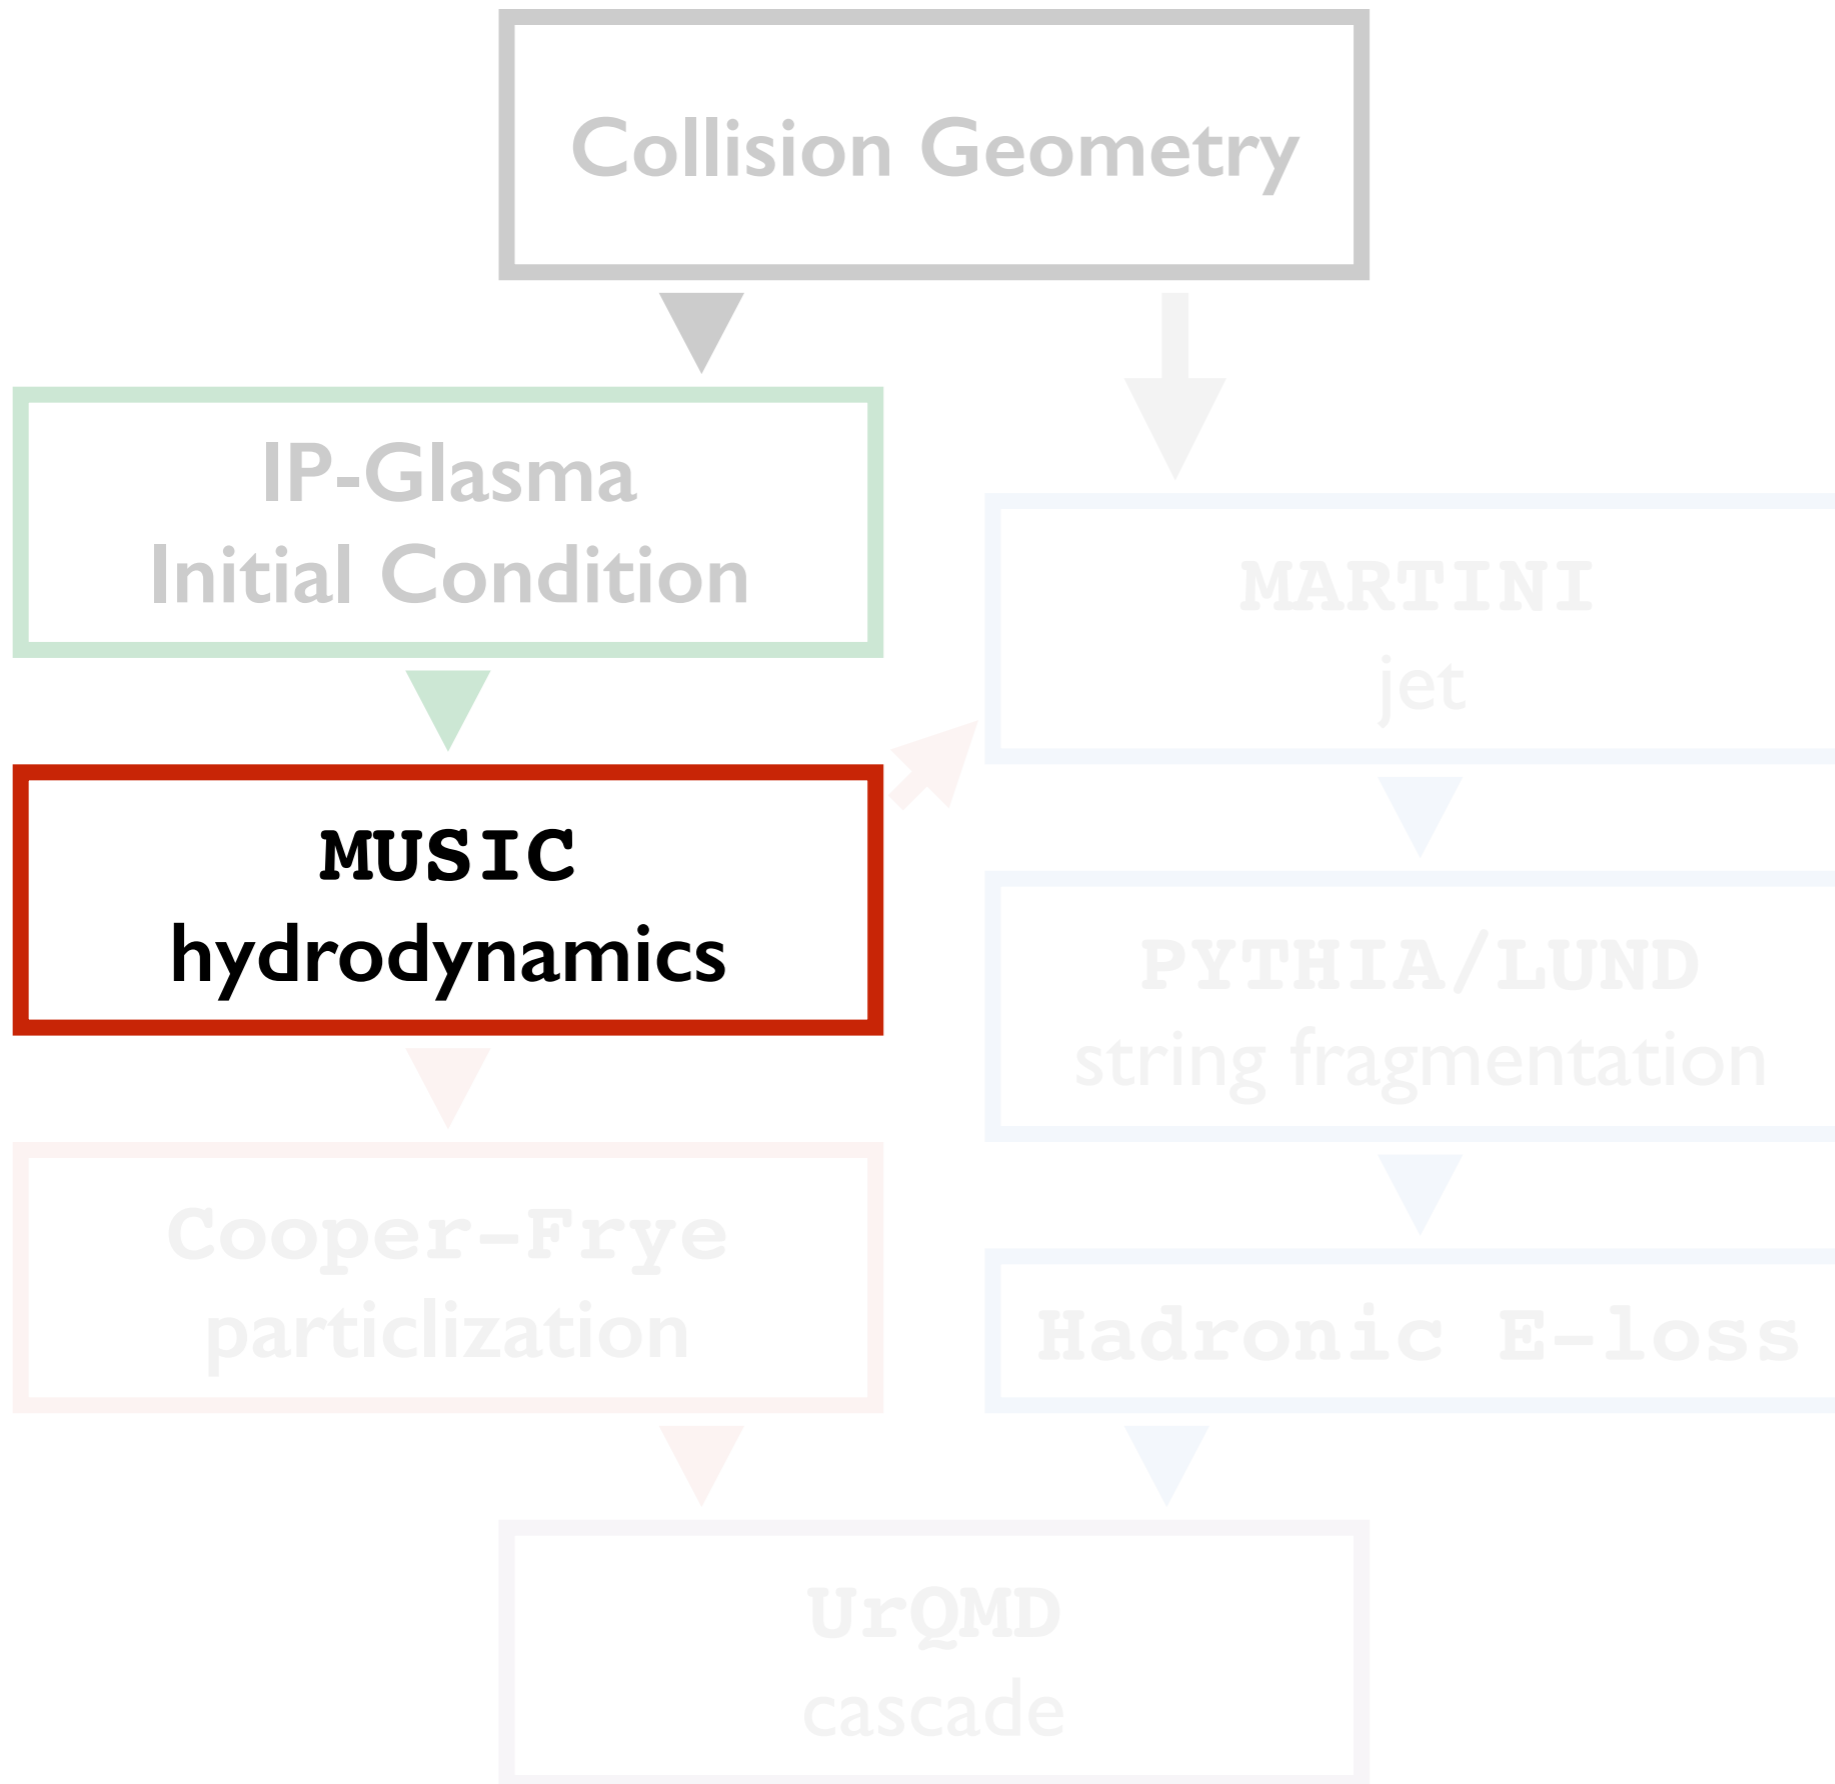 Collision Geometry
IP-Glasma
Initial Condition
MUSIC
hydrodynamics
Cooper-Frye
particlization
MARTINI
jet
PYTHIA/LUND
string fragmentation
Hadronic E-loss
UrQMD
cascade